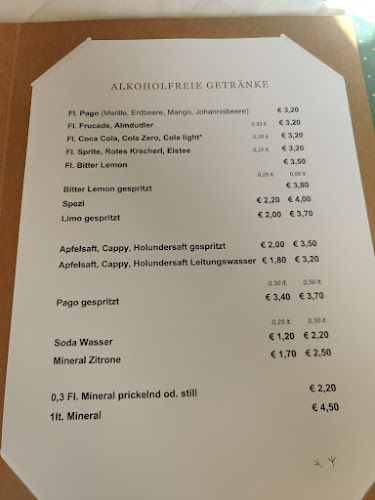 ALKOHOLFREIE GETRÄNKE
Fl. Pago (Marille, Erdbeere, Mango, Johannisbeere) € 3,20
Fl. Frucade, Almdudler 0,33 lt. € 3,20
Fl. Coca Cola, Cola Zero, Cola light* 0,33 lt. € 3,20
Fl. Sprite, Rotes Kracherl, Eistee 0,33 lt. € 3,20
Fl. Bitter Lemon € 3,50
0,25 lt. 0,50 lt.
Bitter Lemon gespritzt € 3,80
Spezi € 2,20 € 4,00
Limo gespritzt € 2,00 € 3,70
Apfelsaft, Cappy, Holundersaft gespritzt € 2,00 € 3,50
Apfelsaft, Cappy, Holundersaft Leitungswasser € 1,80 € 3,20
0,30 lt. 0,50 lt.
Pago gespritzt € 3,40 € 3,70
0,25 lt. 0,50 lt.
Soda Wasser € 1,20 € 2,20
Mineral Zitrone € 1,70 € 2,50
0,3 Fl. Mineral prickelnd od. still € 2,20
1lt. Mineral € 4,50